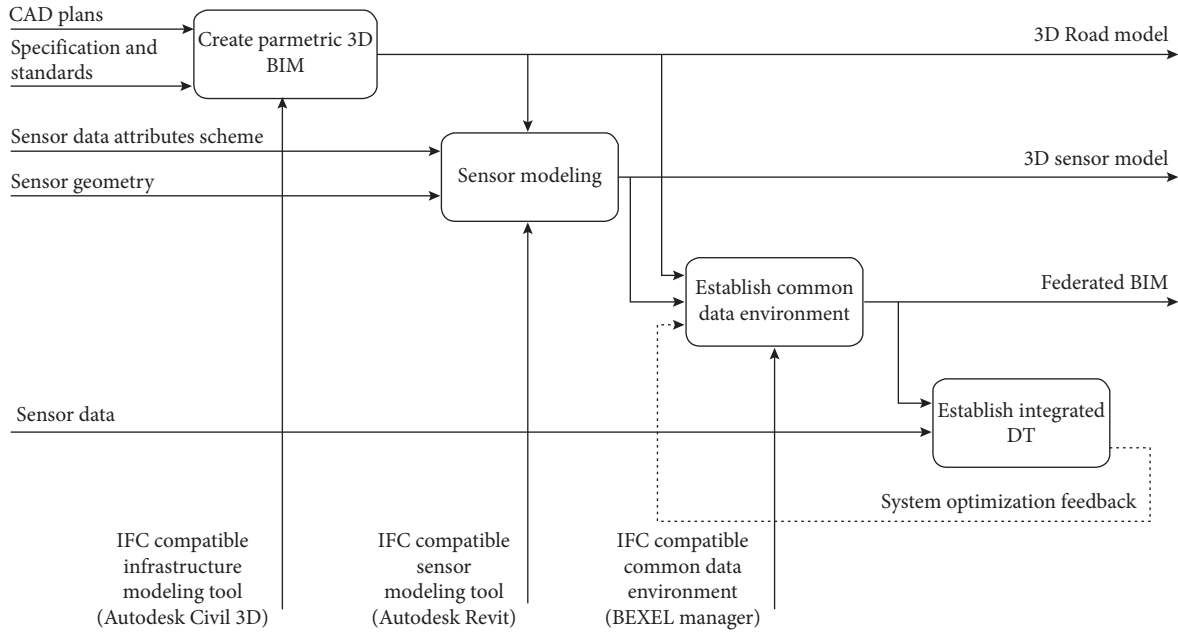 CAD plans
Specification and
standards
Create parmetric 3D
BIM
3D Road model
Sensor data attributes scheme
Sensor geometry
Sensor modeling
3D sensor model
Establish common
data environment
Federated BIM
Sensor data
Establish integrated
DT
System optimization feedback
IFC compatible
infrastructure
modeling tool
(Autodesk Civil 3D)
IFC compatible
sensor
modeling tool
(Autodesk Revit)
IFC compatible
common data
environment
(BEXEL manager)